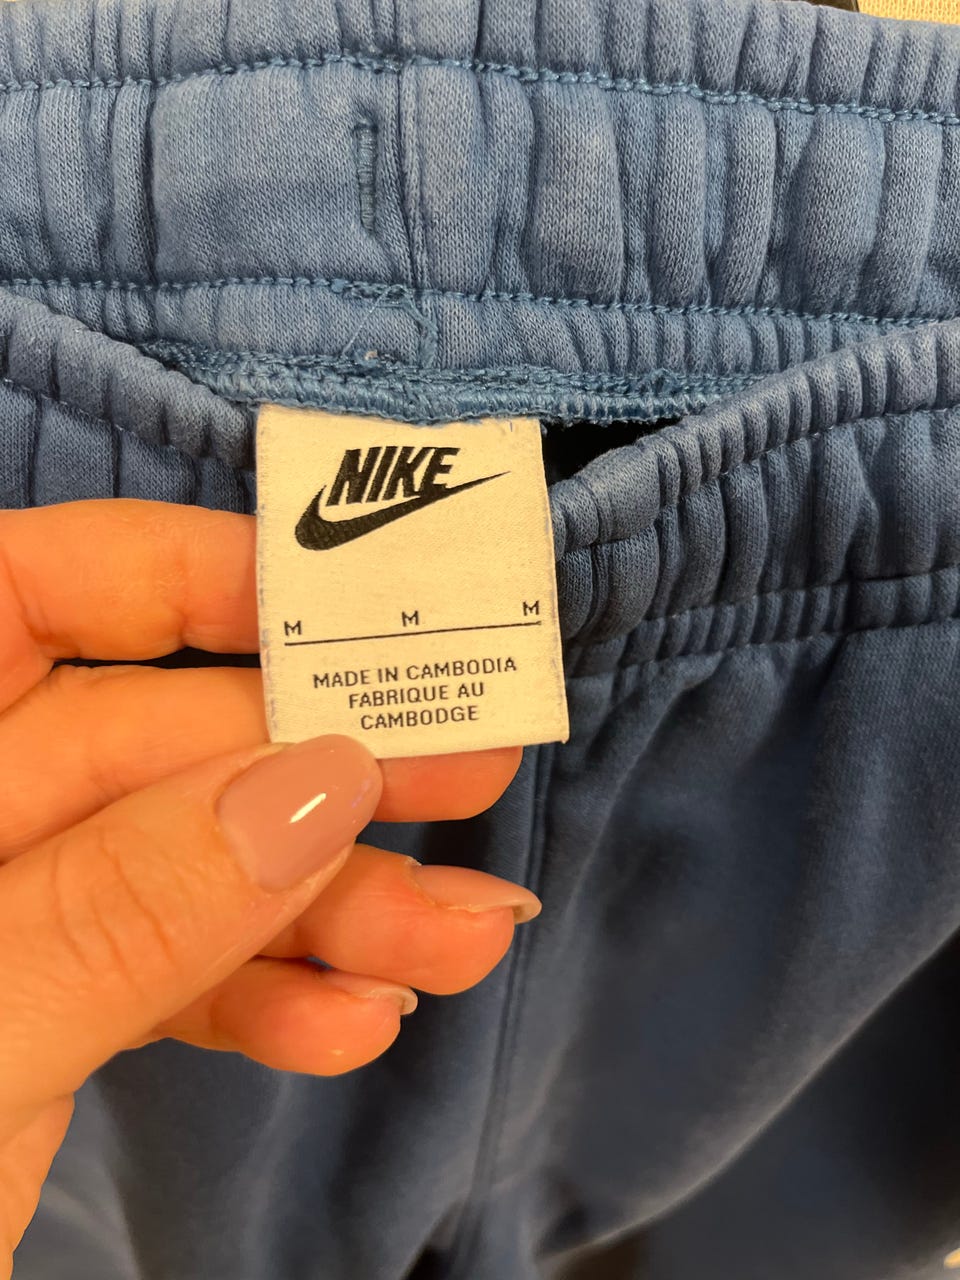 NIKE
M M M
MADE IN CAMBODIA
FABRIQUE AU
CAMBODGE